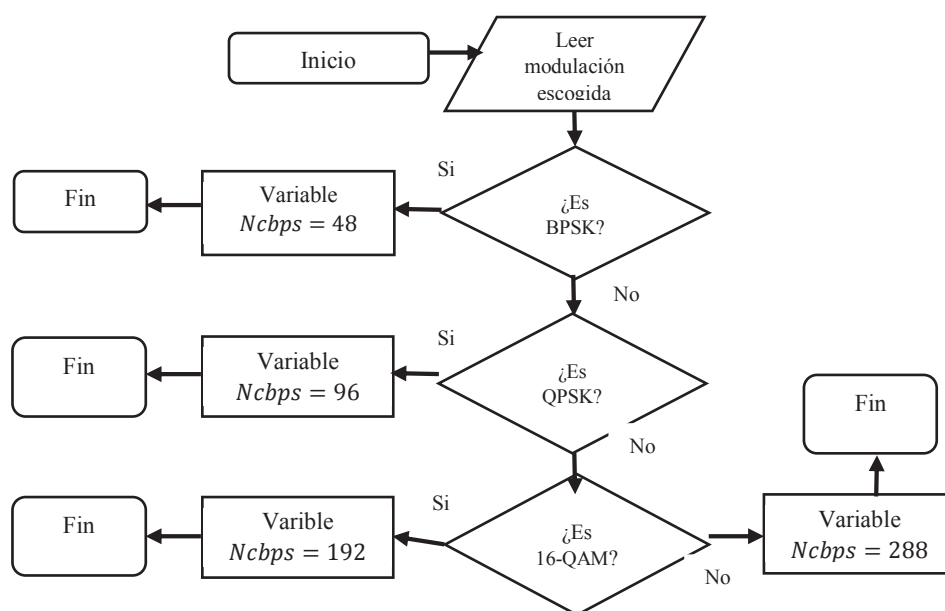 Inicio
Leer
modulación
escogida
Si
¿Es
BPSK?
Variable
Ncbps = 48
Fin
No
Si
¿Es
QPSK?
Variable
Ncbps = 96
Fin
No
Si
¿Es
16-QAM?
Varible
Ncbps = 192
Fin
No
Variable
Ncbps = 288
Fin